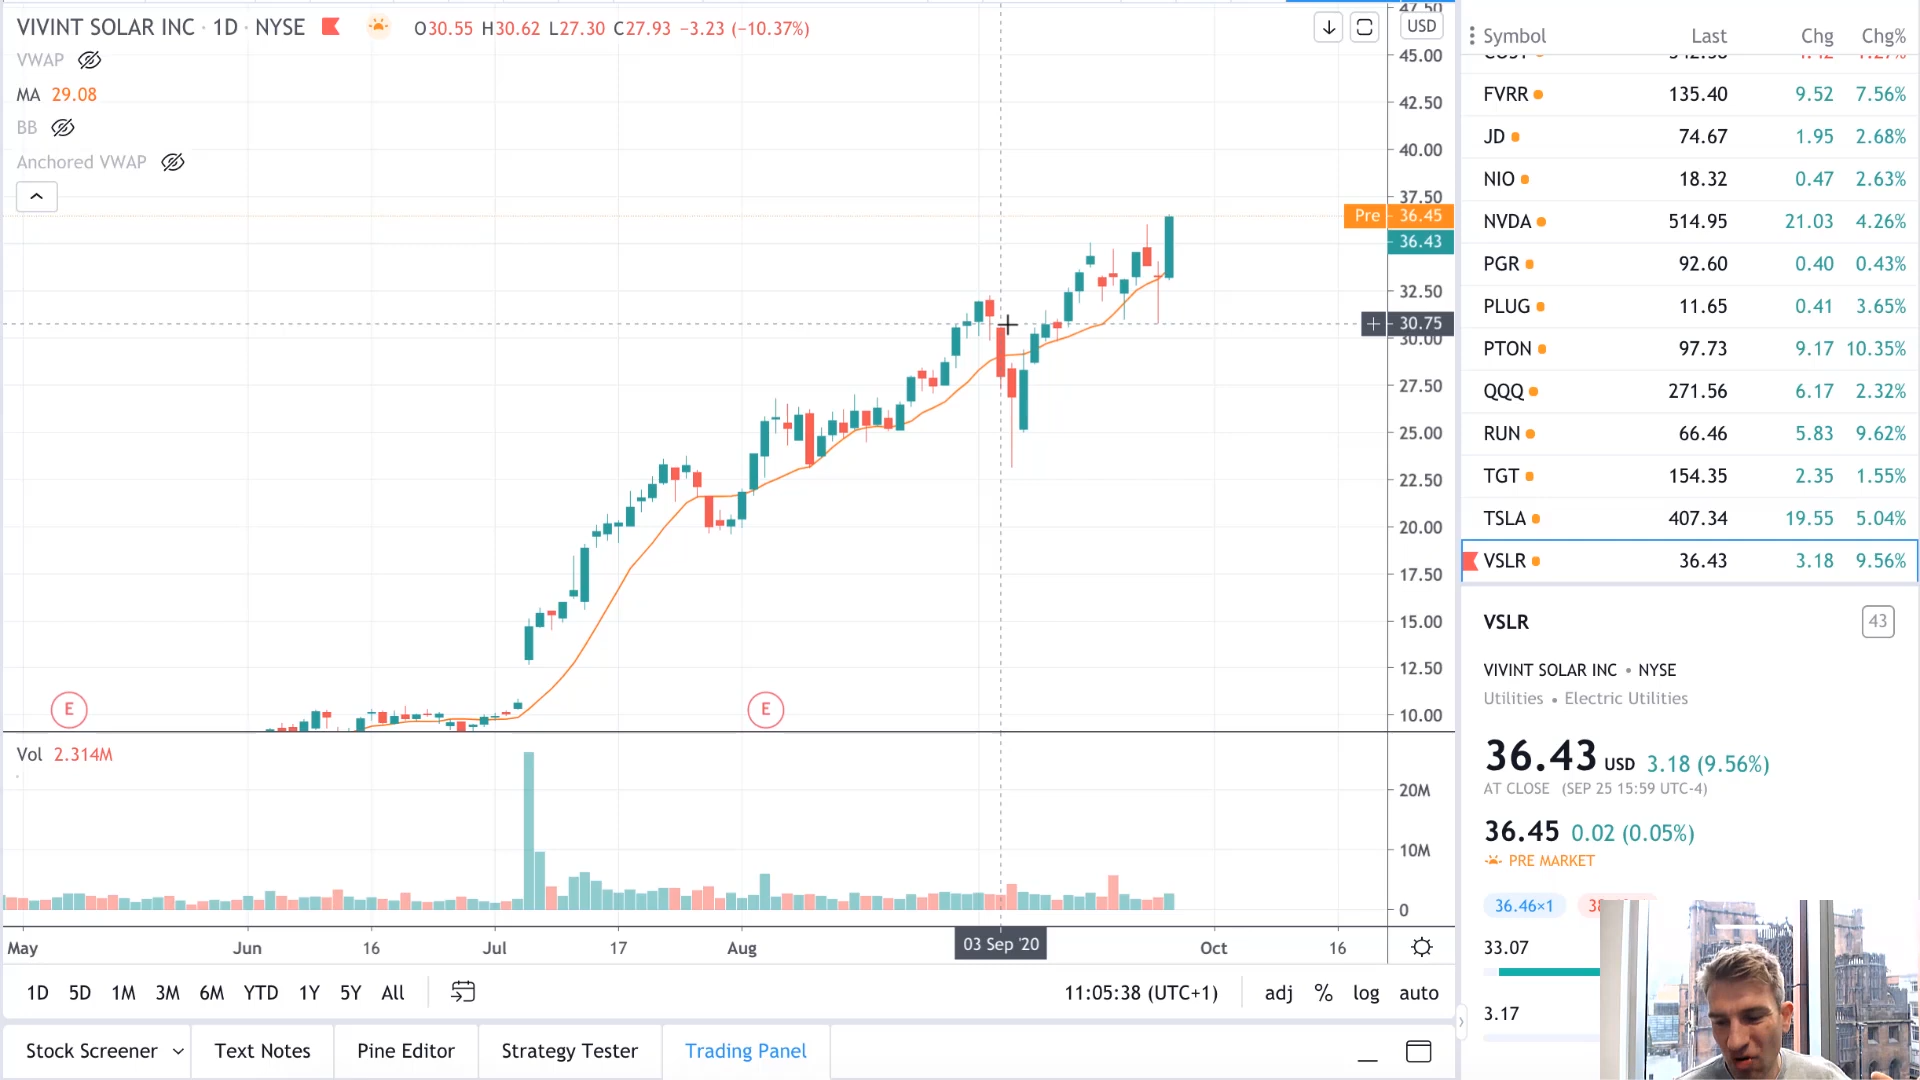 VIVINT SOLAR INC · 1D · NYSE O30.55 H30.62 L27.30 C27.93 −3.23 (−10.37%)
VWAP
MA 29.08
BB
Anchored VWAP
USD
47.50
45.00
42.50
40.00
37.50
Pre 36.45
36.43
32.50
30.75
30.00
27.50
25.00
22.50
20.00
17.50
15.00
12.50
10.00
E E
Vol 2.314M
20M
10M
0
May Jun 16 Jul 17 Aug 03 Sep '20 Oct 16
1D 5D 1M 3M 6M YTD 1Y 5Y All 11:05:38 (UTC+1) adj % log auto
Stock Screener Text Notes Pine Editor Strategy Tester Trading Panel
Symbol Last Chg Chg%
FVRR 135.40 9.52 7.56%
JD 74.67 1.95 2.68%
NIO 18.32 0.47 2.63%
NVDA 514.95 21.03 4.26%
PGR 92.60 0.40 0.43%
PLUG 11.65 0.41 3.65%
PTON 97.73 9.17 10.35%
QQQ 271.56 6.17 2.32%
RUN 66.46 5.83 9.62%
TGT 154.35 2.35 1.55%
TSLA 407.34 19.55 5.04%
VSLR 36.43 3.18 9.56%
VSLR 43
VIVINT SOLAR INC • NYSE
Utilities • Electric Utilities
36.43 USD 3.18 (9.56%)
AT CLOSE (SEP 25 15:59 UTC-4)
36.45 0.02 (0.05%)
PRE MARKET
36.46×1
33.07
3.17